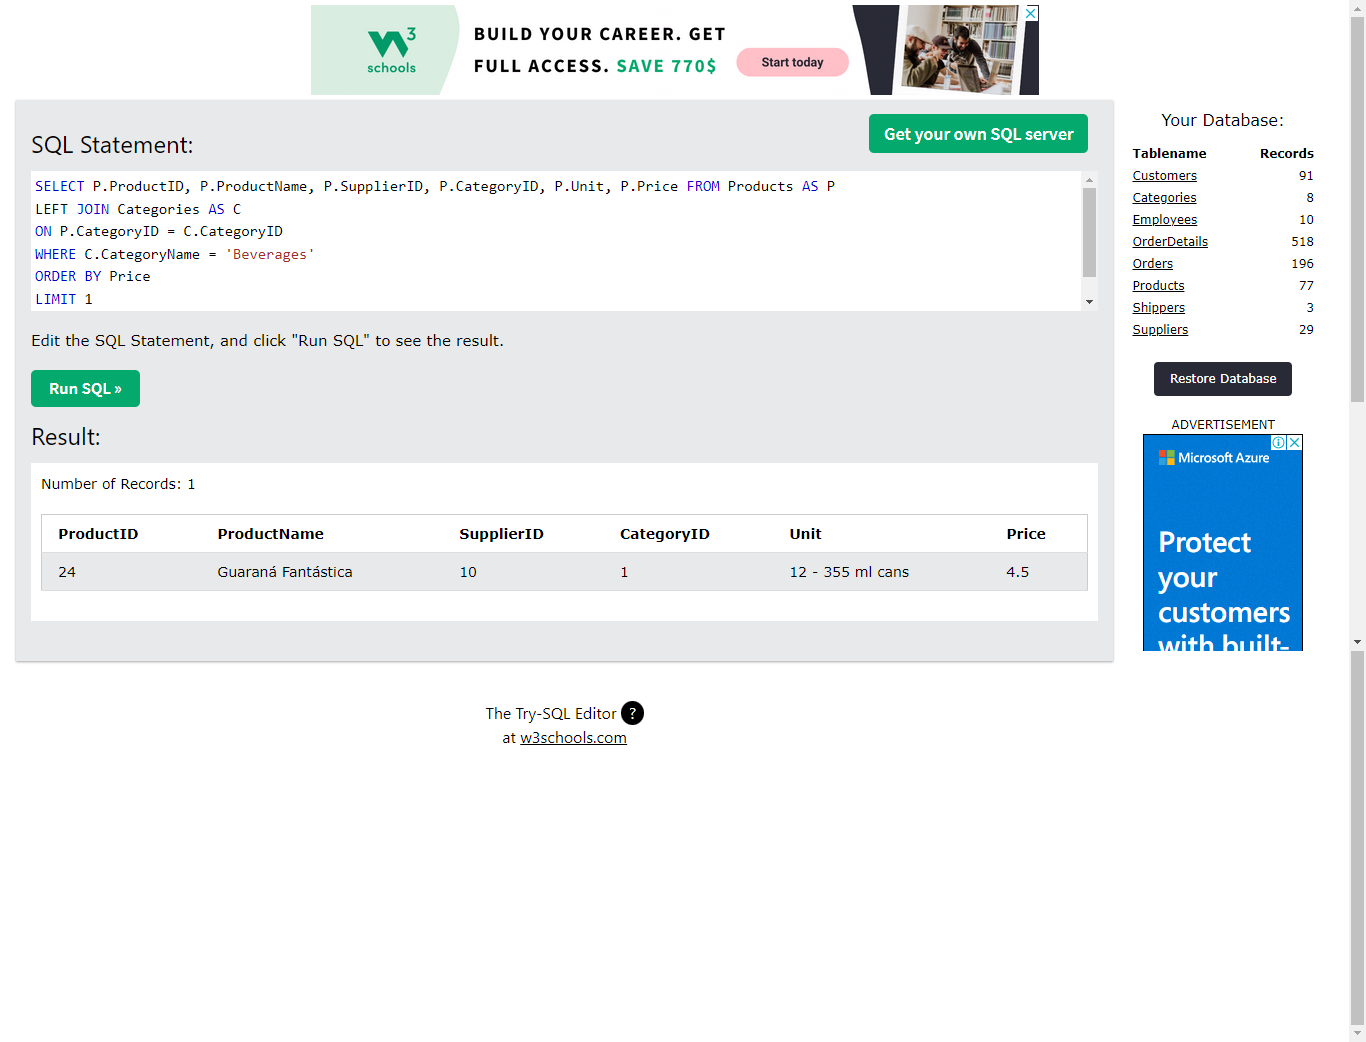 W3
schools
BUILD YOUR CAREER. GET
FULL ACCESS. SAVE 770$
Start today
SQL Statement:
Get your own SQL server
SELECT P.ProductID, P.ProductName, P.SupplierID, P.CategoryID, P.Unit, P.Price FROM Products AS P
LEFT JOIN Categories AS C
ON P.CategoryID = C.CategoryID
WHERE C.CategoryName = 'Beverages'
ORDER BY Price
LIMIT 1
Edit the SQL Statement, and click "Run SQL" to see the result.
Run SQL »
Result:
Number of Records: 1
ProductID ProductName SupplierID CategoryID Unit Price
24 Guaraná Fantástica 10 1 12 - 355 ml cans 4.5
The Try-SQL Editor ?
at w3schools.com
Your Database:
Tablename Records
Customers 91
Categories 8
Employees 10
OrderDetails 518
Orders 196
Products 77
Shippers 3
Suppliers 29
Restore Database
ADVERTISEMENT
Microsoft Azure
Protect
your
customers
with built-